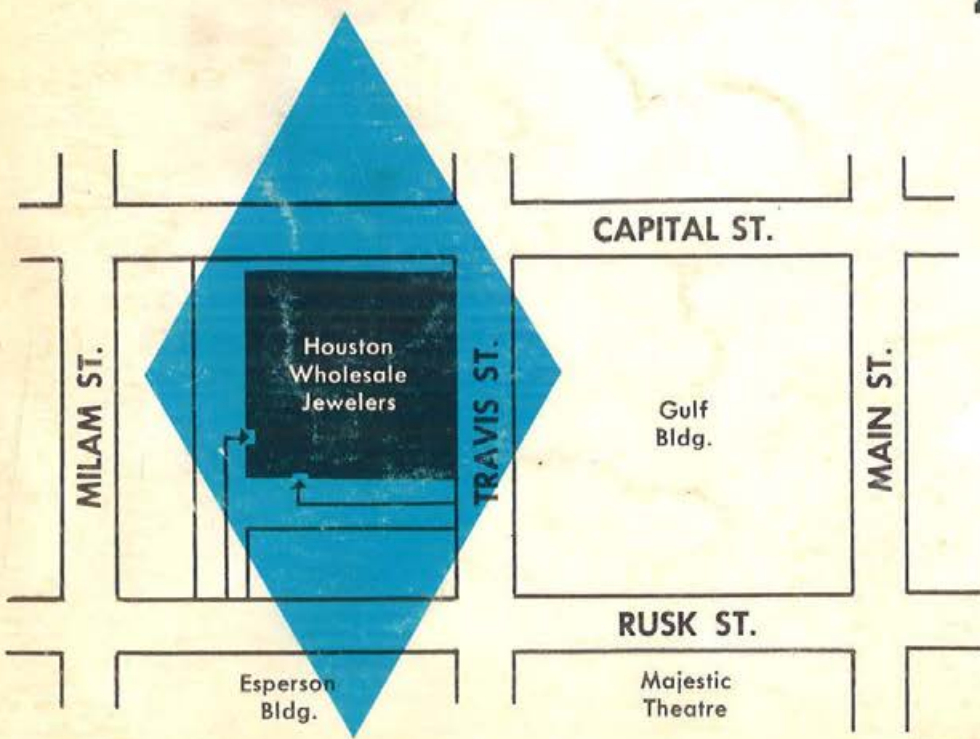 CAPITAL ST.
MILAM ST.
Houston
Wholesale
Jewelers
TRAVIS ST.
Gulf
Bldg.
MAIN ST.
RUSK ST.
Esperson
Bldg.
Majestic
Theatre